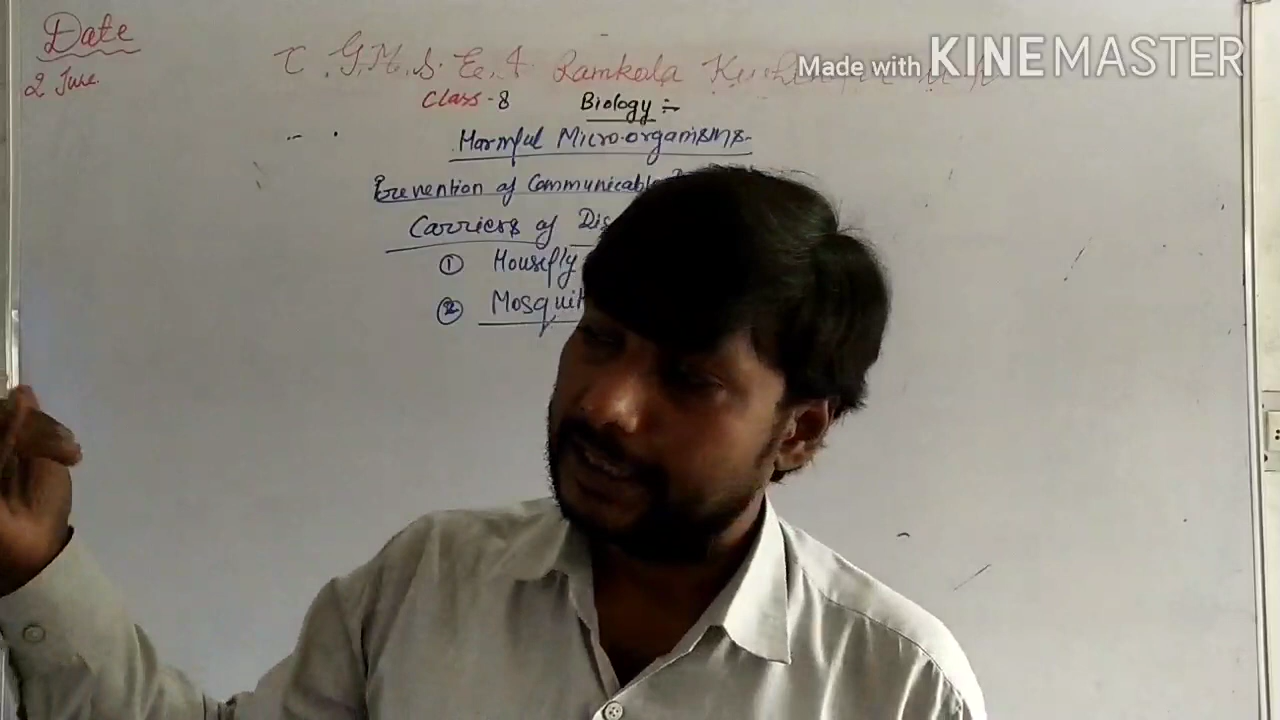 Date
2 June.
T.G.M.S. Ramkola
Made with KINEMASTER
Class-8 Biology :-
Harmful Micro-organisms-
Prevention of Communicable
Carriers of Dis
① Housefly
② Mosquit